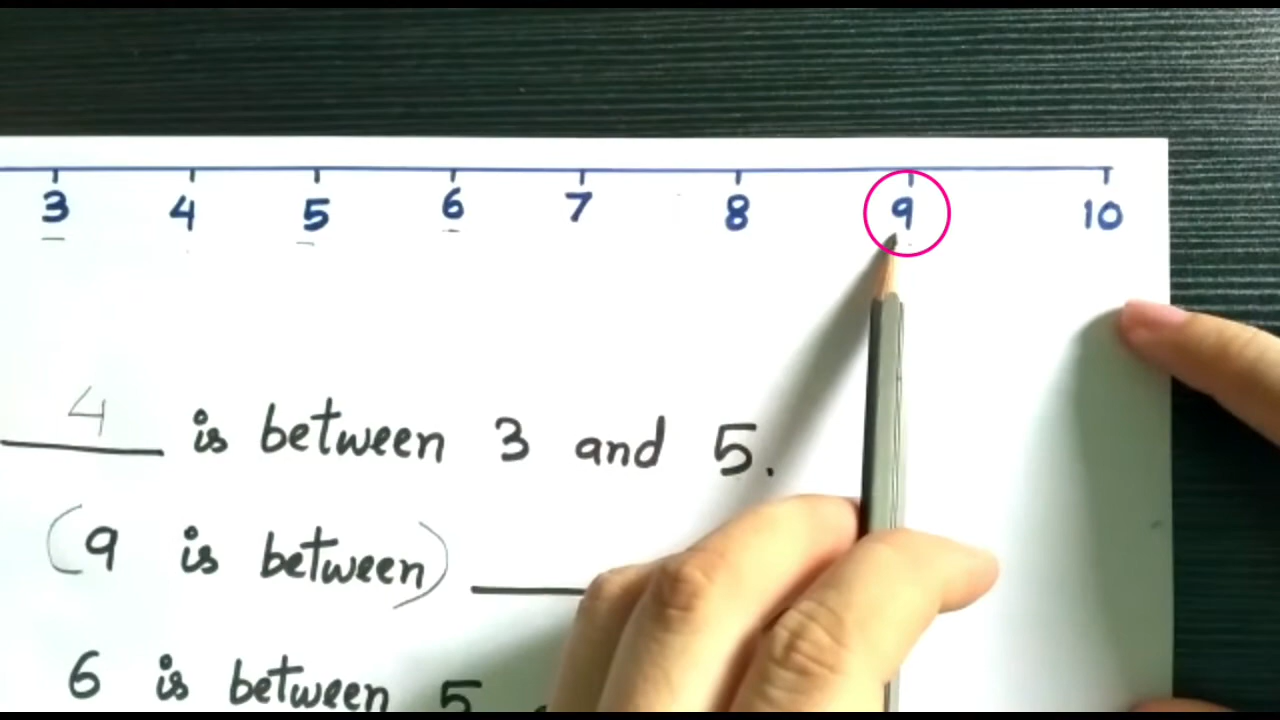 3 4 5 6 7 8 9 10
4 is between 3 and 5.
(9 is between)
6 is between 5